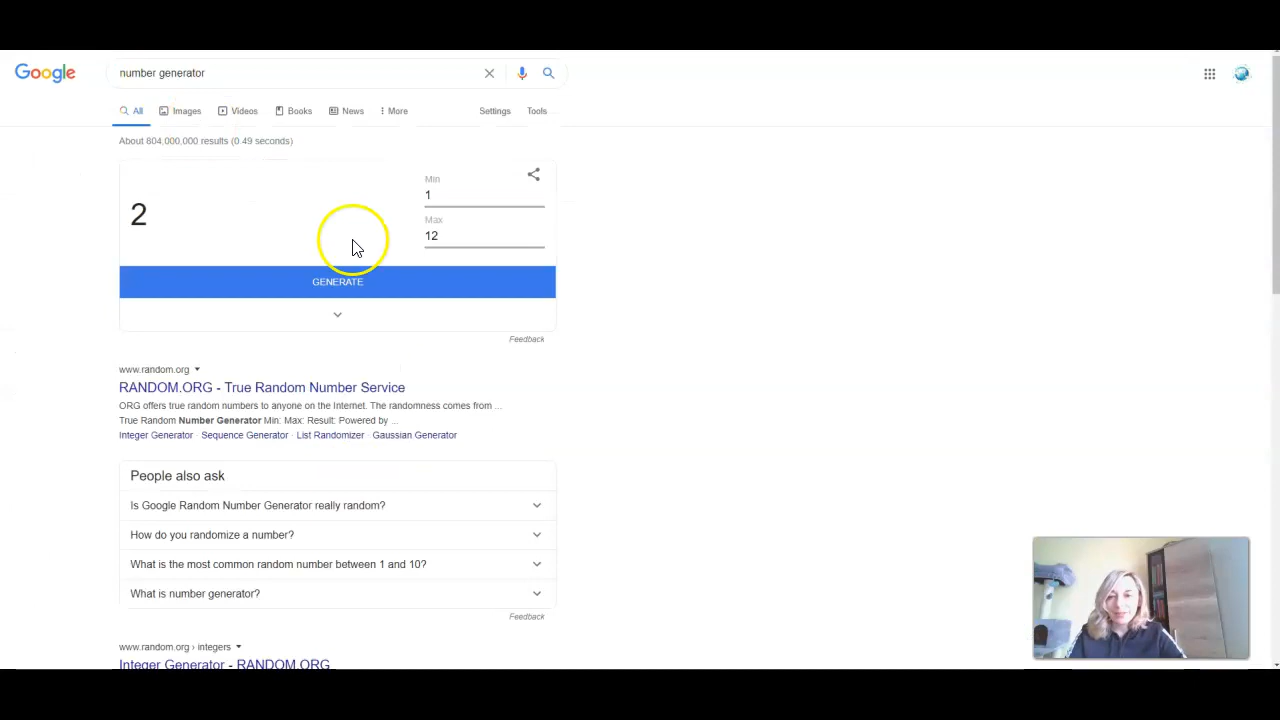 Google
number generator
All Images Videos Books News More Settings Tools
About 804,000,000 results (0.49 seconds)
Min
1
2
Max
12
GENERATE
Feedback
www.random.org
RANDOM.ORG - True Random Number Service
ORG offers true random numbers to anyone on the Internet. The randomness comes from ...
True Random Number Generator Min: Max: Result: Powered by ...
Integer Generator · Sequence Generator · List Randomizer · Gaussian Generator
People also ask
Is Google Random Number Generator really random?
How do you randomize a number?
What is the most common random number between 1 and 10?
What is number generator?
Feedback
www.random.org › integers
Integer Generator - RANDOM.ORG